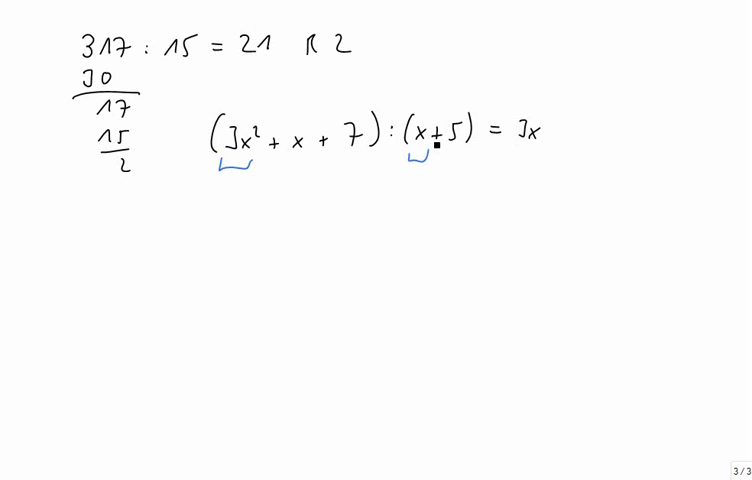 317 : 15 = 21 R 2
30
17
15
2
(3x² + x + 7) : (x + 5) = 3x
3 / 3